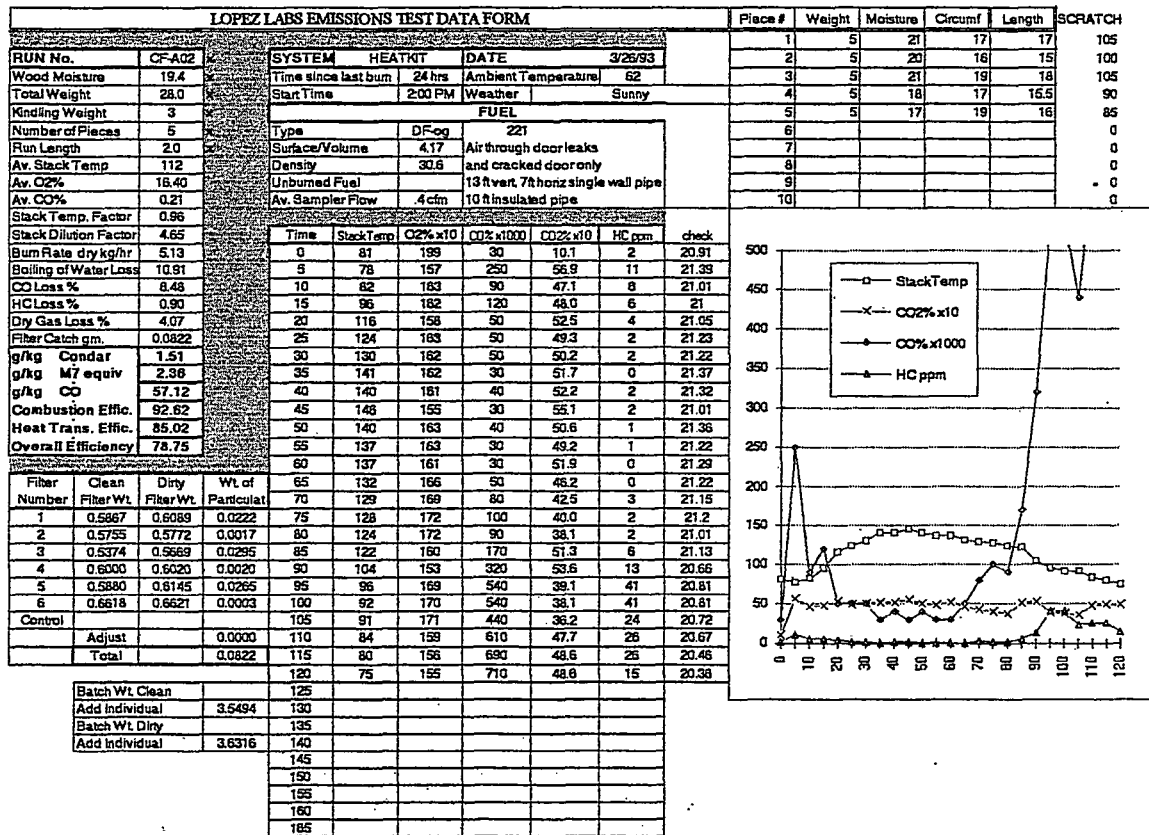 LOPEZ LABS EMISSIONS TEST DATA FORM
RUN No. CF-A02
Wood Moisture 19.4
Total Weight 28.0
Kindling Weight 3
Number of Pieces 5
Run Length 2.0
Av. Stack Temp 112
Av. O2% 16.40
Av. CO% 0.21
Stack Temp. Factor 0.96
Stack Dilution Factor 4.65
Burn Rate dry kg/hr 5.13
Boiling of Water Loss 10.91
CO Loss % 8.48
HC Loss % 0.90
Dry Gas Loss % 4.07
Filter Catch gm. 0.0822
g/kg Condar 1.51
g/kg M7 equiv 2.36
g/kg CO 57.12
Combustion Effic. 92.62
Heat Trans. Effic. 85.02
Overall Efficiency 78.75
SYSTEM HEATKIT DATE 3/26/93
Time since last burn 24 hrs Ambient Temperature 62
Start Time 2:00 PM Weather Sunny
FUEL
Type DF-og 221
Surface/Volume 4.17 Air through door leaks
Density 30.6 and cracked door only
Unburned Fuel 13 ft vert, 7ft horiz single wall pipe
Av. Sampler Flow .4 cfm 10 ft insulated pipe
Piece # Weight Moisture Circumf Length SCRATCH
1 5 21 17 17 105
2 5 20 16 15 100
3 5 21 19 18 105
4 5 18 17 15.5 90
5 5 17 19 16 85
6 0
7 0
8 0
9 0
10 0
Time StackTemp O2% x10 CO% x1000 CO2% x10 HC ppm check
0 81 199 30 10.1 2 20.91
5 78 157 250 56.9 11 21.39
10 82 163 90 47.1 8 21.01
15 96 162 120 48.0 6 21
20 116 158 50 52.5 4 21.05
25 124 163 50 49.3 2 21.23
30 130 162 50 50.2 2 21.22
35 141 162 30 51.7 0 21.37
40 140 161 40 52.2 2 21.32
45 146 155 30 55.1 2 21.01
50 140 163 40 50.6 1 21.36
55 137 163 30 49.2 1 21.22
60 137 161 30 51.9 0 21.29
65 132 166 50 46.2 0 21.22
70 129 169 80 42.5 3 21.15
75 128 172 100 40.0 2 21.2
80 124 172 90 38.1 2 21.01
85 122 160 170 51.3 6 21.13
90 104 153 320 53.6 13 20.66
95 96 169 540 39.1 41 20.81
100 92 170 540 38.1 41 20.81
105 91 171 440 36.2 24 20.72
110 84 159 610 47.7 26 20.67
115 80 156 690 48.6 26 20.46
120 75 155 710 48.6 15 20.36
125
130
135
140
145
150
155
160
165
Filter Clean Dirty Wt. of
Number Filter Wt. Filter Wt. Particulat
1 0.5867 0.6089 0.0222
2 0.5755 0.5772 0.0017
3 0.5374 0.5669 0.0295
4 0.6000 0.6020 0.0020
5 0.5880 0.6145 0.0265
6 0.6618 0.6621 0.0003
Control
Adjust 0.0000
Total 0.0822
Batch Wt. Clean
Add Individual 3.5494
Batch Wt. Dirty
Add Individual 3.6316
500
450
400
350
300
250
200
150
100
50
0
StackTemp
CO2% x10
CO% x1000
HC ppm
0 10 20 30 40 50 60 70 80 90 100 110 120